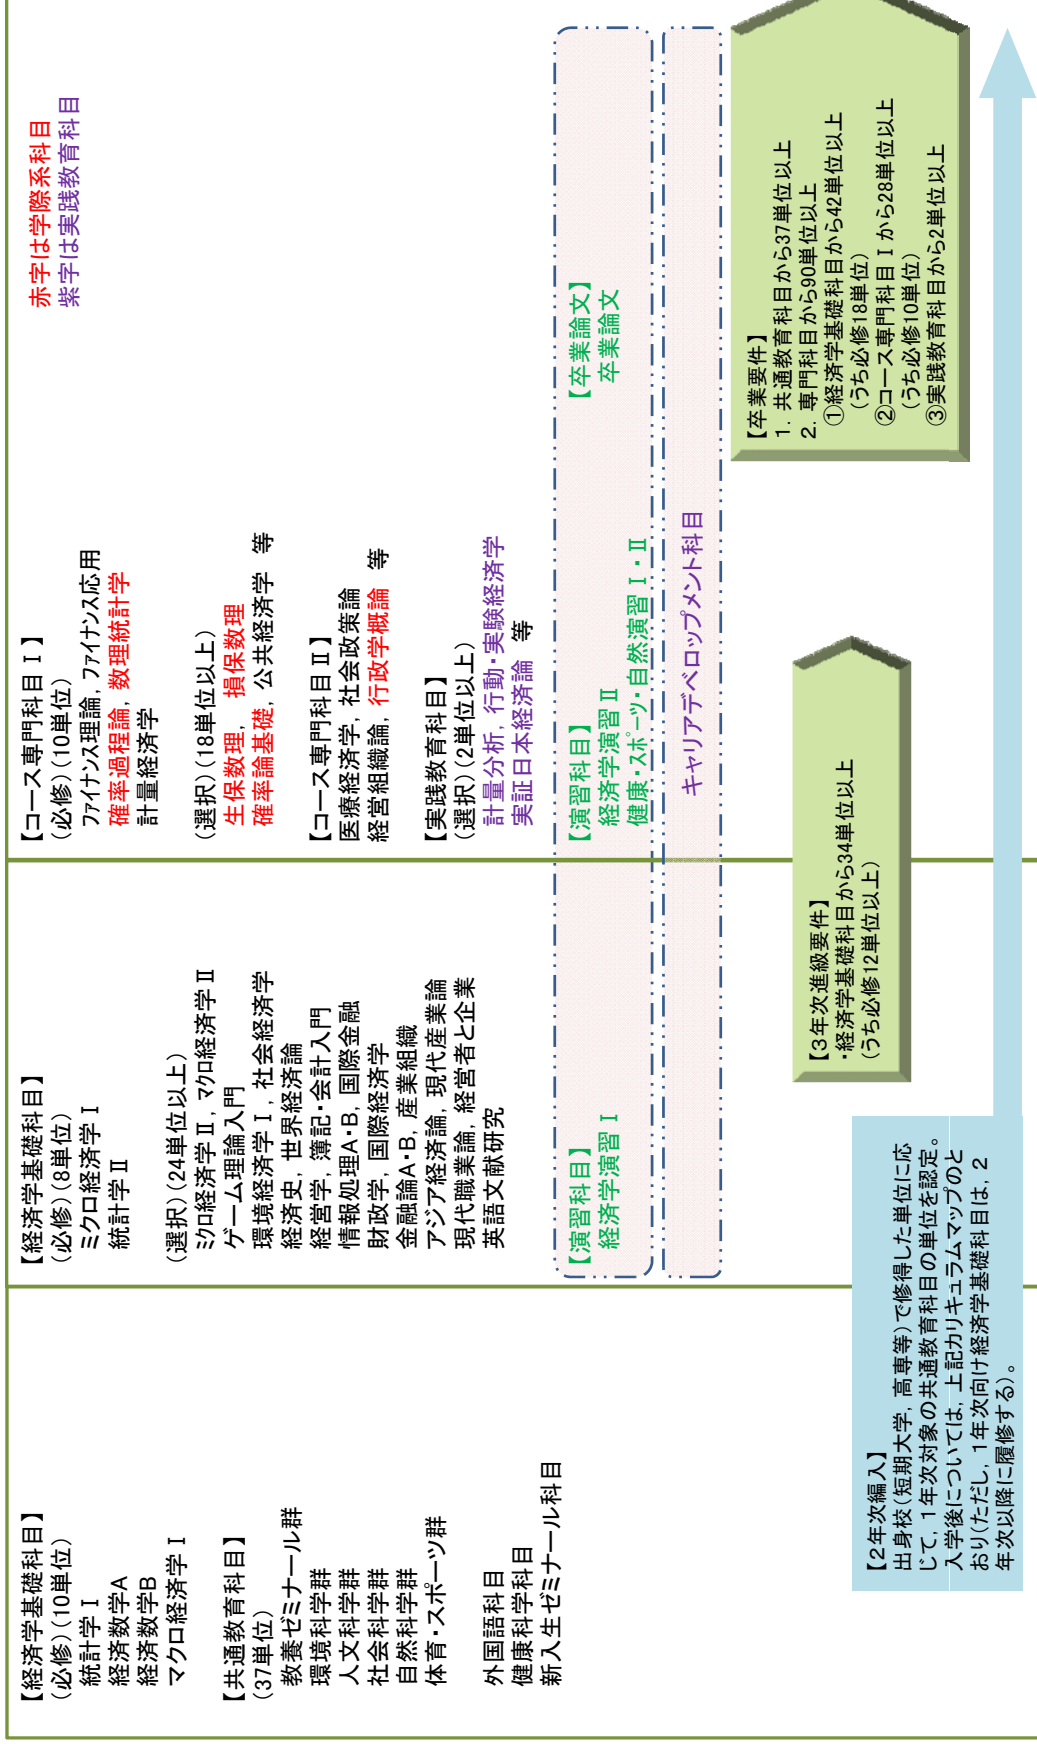 【経済学基礎科目】
(必修)(10単位)
統計学Ⅰ
経済数学A
経済数学B
マクロ経済学Ⅰ
【共通教育科目】
(37単位)
教養ゼミナール群
環境科学群
人文科学群
社会科学群
自然科学群
体育・スポーツ群
外国語科目
健康科学科目
新入生ゼミナール科目
【経済学基礎科目】
(必修)(8単位)
ミクロ経済学Ⅰ
統計学Ⅱ
(選択)(24単位以上)
ミクロ経済学Ⅱ, マクロ経済学Ⅱ
ゲーム理論入門
環境経済学Ⅰ, 社会経済学
経済史, 世界経済論
経営学, 簿記・会計入門
情報処理A・B, 国際金融
財政学, 国際経済学
金融論A・B, 産業組織
アジア経済論, 現代産業論
現代職業論, 経営者と企業
英語文献研究
【コース専門科目Ⅰ】
(必修)(10単位)
ファイナンス理論, ファイナンス応用
確率過程論, 数理統計学
計量経済学
(選択)(18単位以上)
生保数理, 損保数理
確率論基礎, 公共経済学 等
【コース専門科目Ⅱ】
医療経済学, 社会政策論
経営組織論, 行政学概論 等
【実践教育科目】
(選択)(2単位以上)
計量分析, 行動・実験経済学
実証日本経済論 等
赤字は学際系科目
紫字は実践教育科目
【演習科目】
経済学演習Ⅰ
【演習科目】
経済学演習Ⅱ
健康・スポーツ・自然演習Ⅰ・Ⅱ
【卒業論文】
卒業論文
キャリアデベロップメント科目
【3年次進級要件】
・経済学基礎科目から34単位以上
(うち必修12単位以上)
【卒業要件】
1. 共通教育科目から37単位以上
2. 専門科目から90単位以上
①経済学基礎科目から42単位以上
(うち必修18単位)
②コース専門科目Ⅰから28単位以上
(うち必修10単位)
③実践教育科目から2単位以上
【2年次編入】
出身校(短期大学, 高専等)で修得した単位に応
じて, 1年次対象の共通教育科目の単位を認定。
入学後については, 上記カリキュラムマップのと
おり(ただし, 1年次向け経済学基礎科目は, 2
年次以降に履修する)。